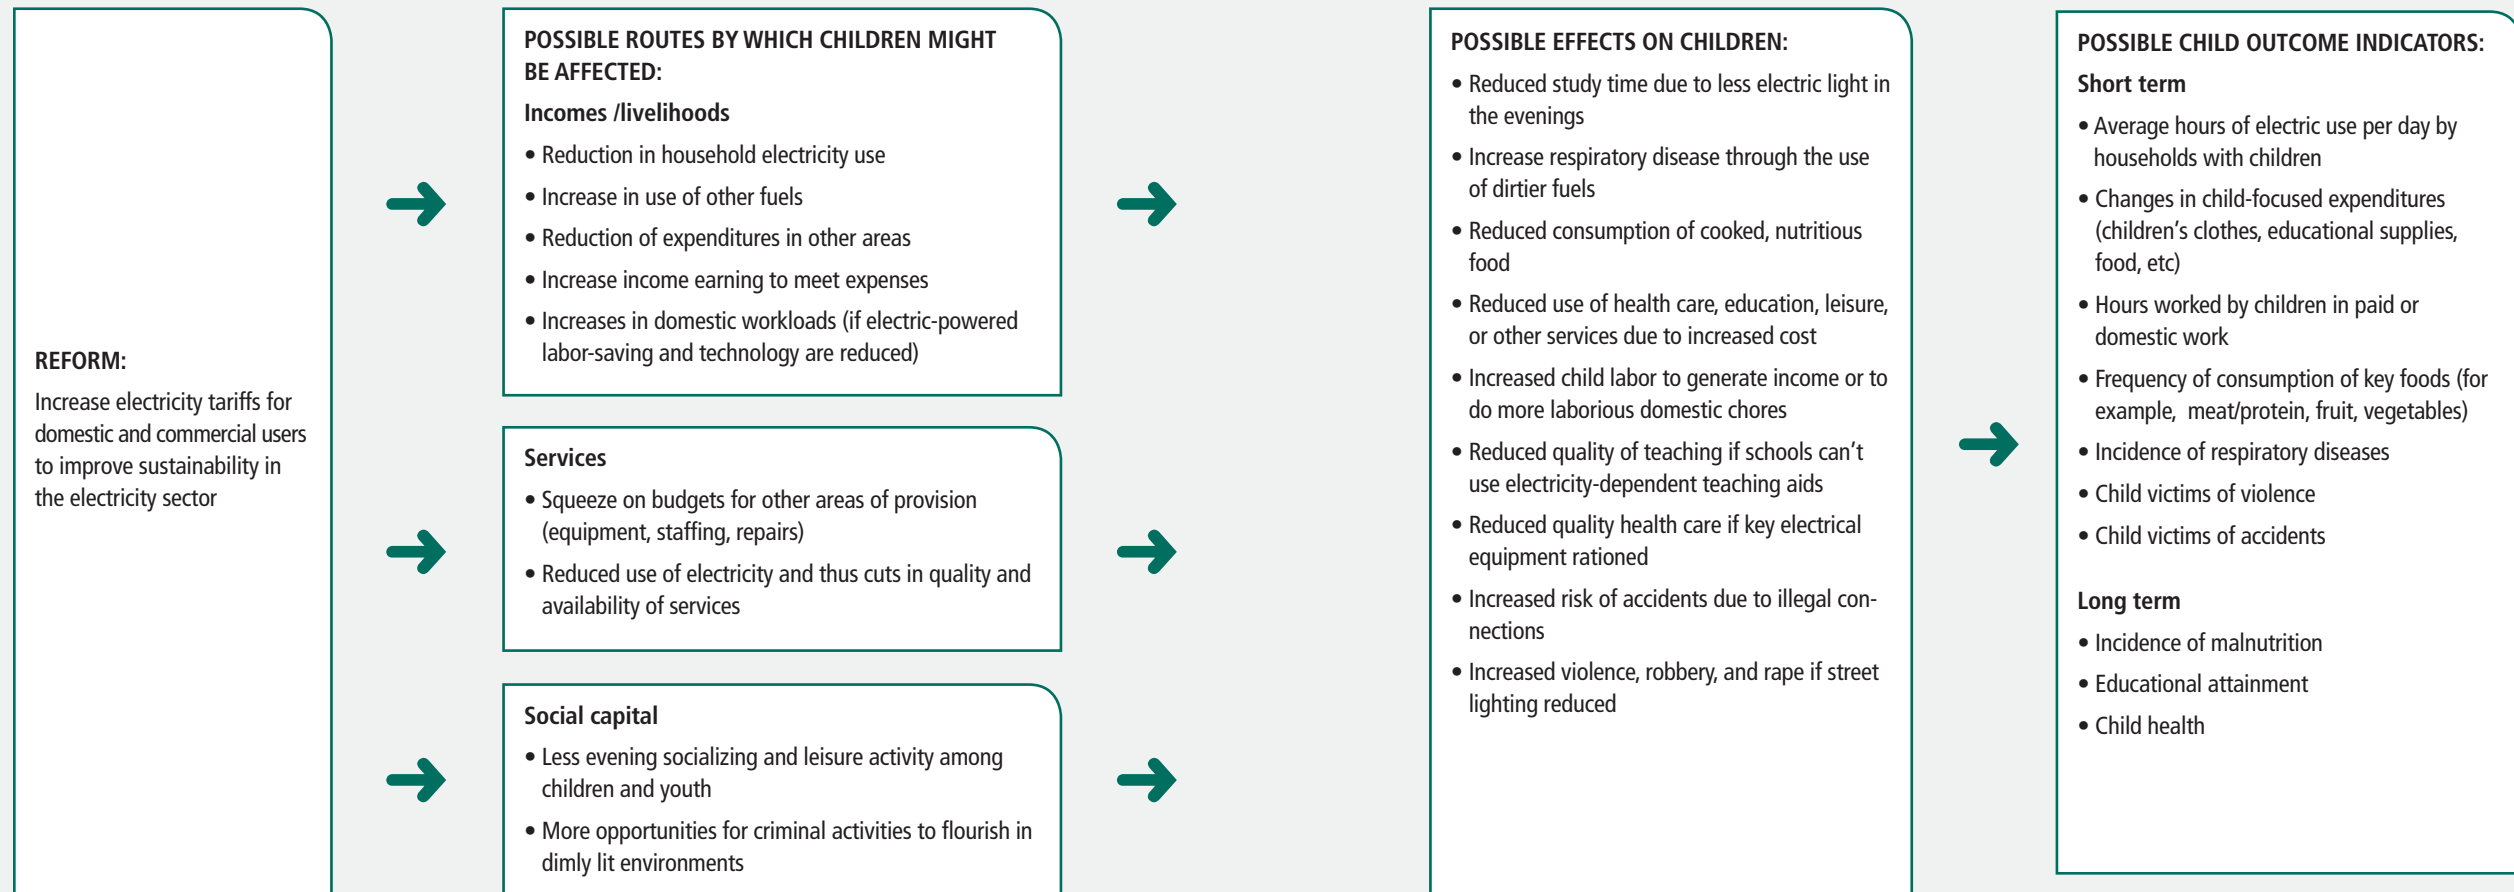 REFORM:
Increase electricity tariffs for
domestic and commercial users
to improve sustainability in
the electricity sector
POSSIBLE ROUTES BY WHICH CHILDREN MIGHT
BE AFFECTED:
Incomes /livelihoods
• Reduction in household electricity use
• Increase in use of other fuels
• Reduction of expenditures in other areas
• Increase income earning to meet expenses
• Increases in domestic workloads (if electric-powered
labor-saving and technology are reduced)
Services
• Squeeze on budgets for other areas of provision
(equipment, staffing, repairs)
• Reduced use of electricity and thus cuts in quality and
availability of services
Social capital
• Less evening socializing and leisure activity among
children and youth
• More opportunities for criminal activities to flourish in
dimly lit environments
POSSIBLE EFFECTS ON CHILDREN:
• Reduced study time due to less electric light in
the evenings
• Increase respiratory disease through the use
of dirtier fuels
• Reduced consumption of cooked, nutritious
food
• Reduced use of health care, education, leisure,
or other services due to increased cost
• Increased child labor to generate income or to
do more laborious domestic chores
• Reduced quality of teaching if schools can't
use electricity-dependent teaching aids
• Reduced quality health care if key electrical
equipment rationed
• Increased risk of accidents due to illegal con-
nections
• Increased violence, robbery, and rape if street
lighting reduced
POSSIBLE CHILD OUTCOME INDICATORS:
Short term
• Average hours of electric use per day by
households with children
• Changes in child-focused expenditures
(children's clothes, educational supplies,
food, etc)
• Hours worked by children in paid or
domestic work
• Frequency of consumption of key foods (for
example, meat/protein, fruit, vegetables)
• Incidence of respiratory diseases
• Child victims of violence
• Child victims of accidents
Long term
• Incidence of malnutrition
• Educational attainment
• Child health